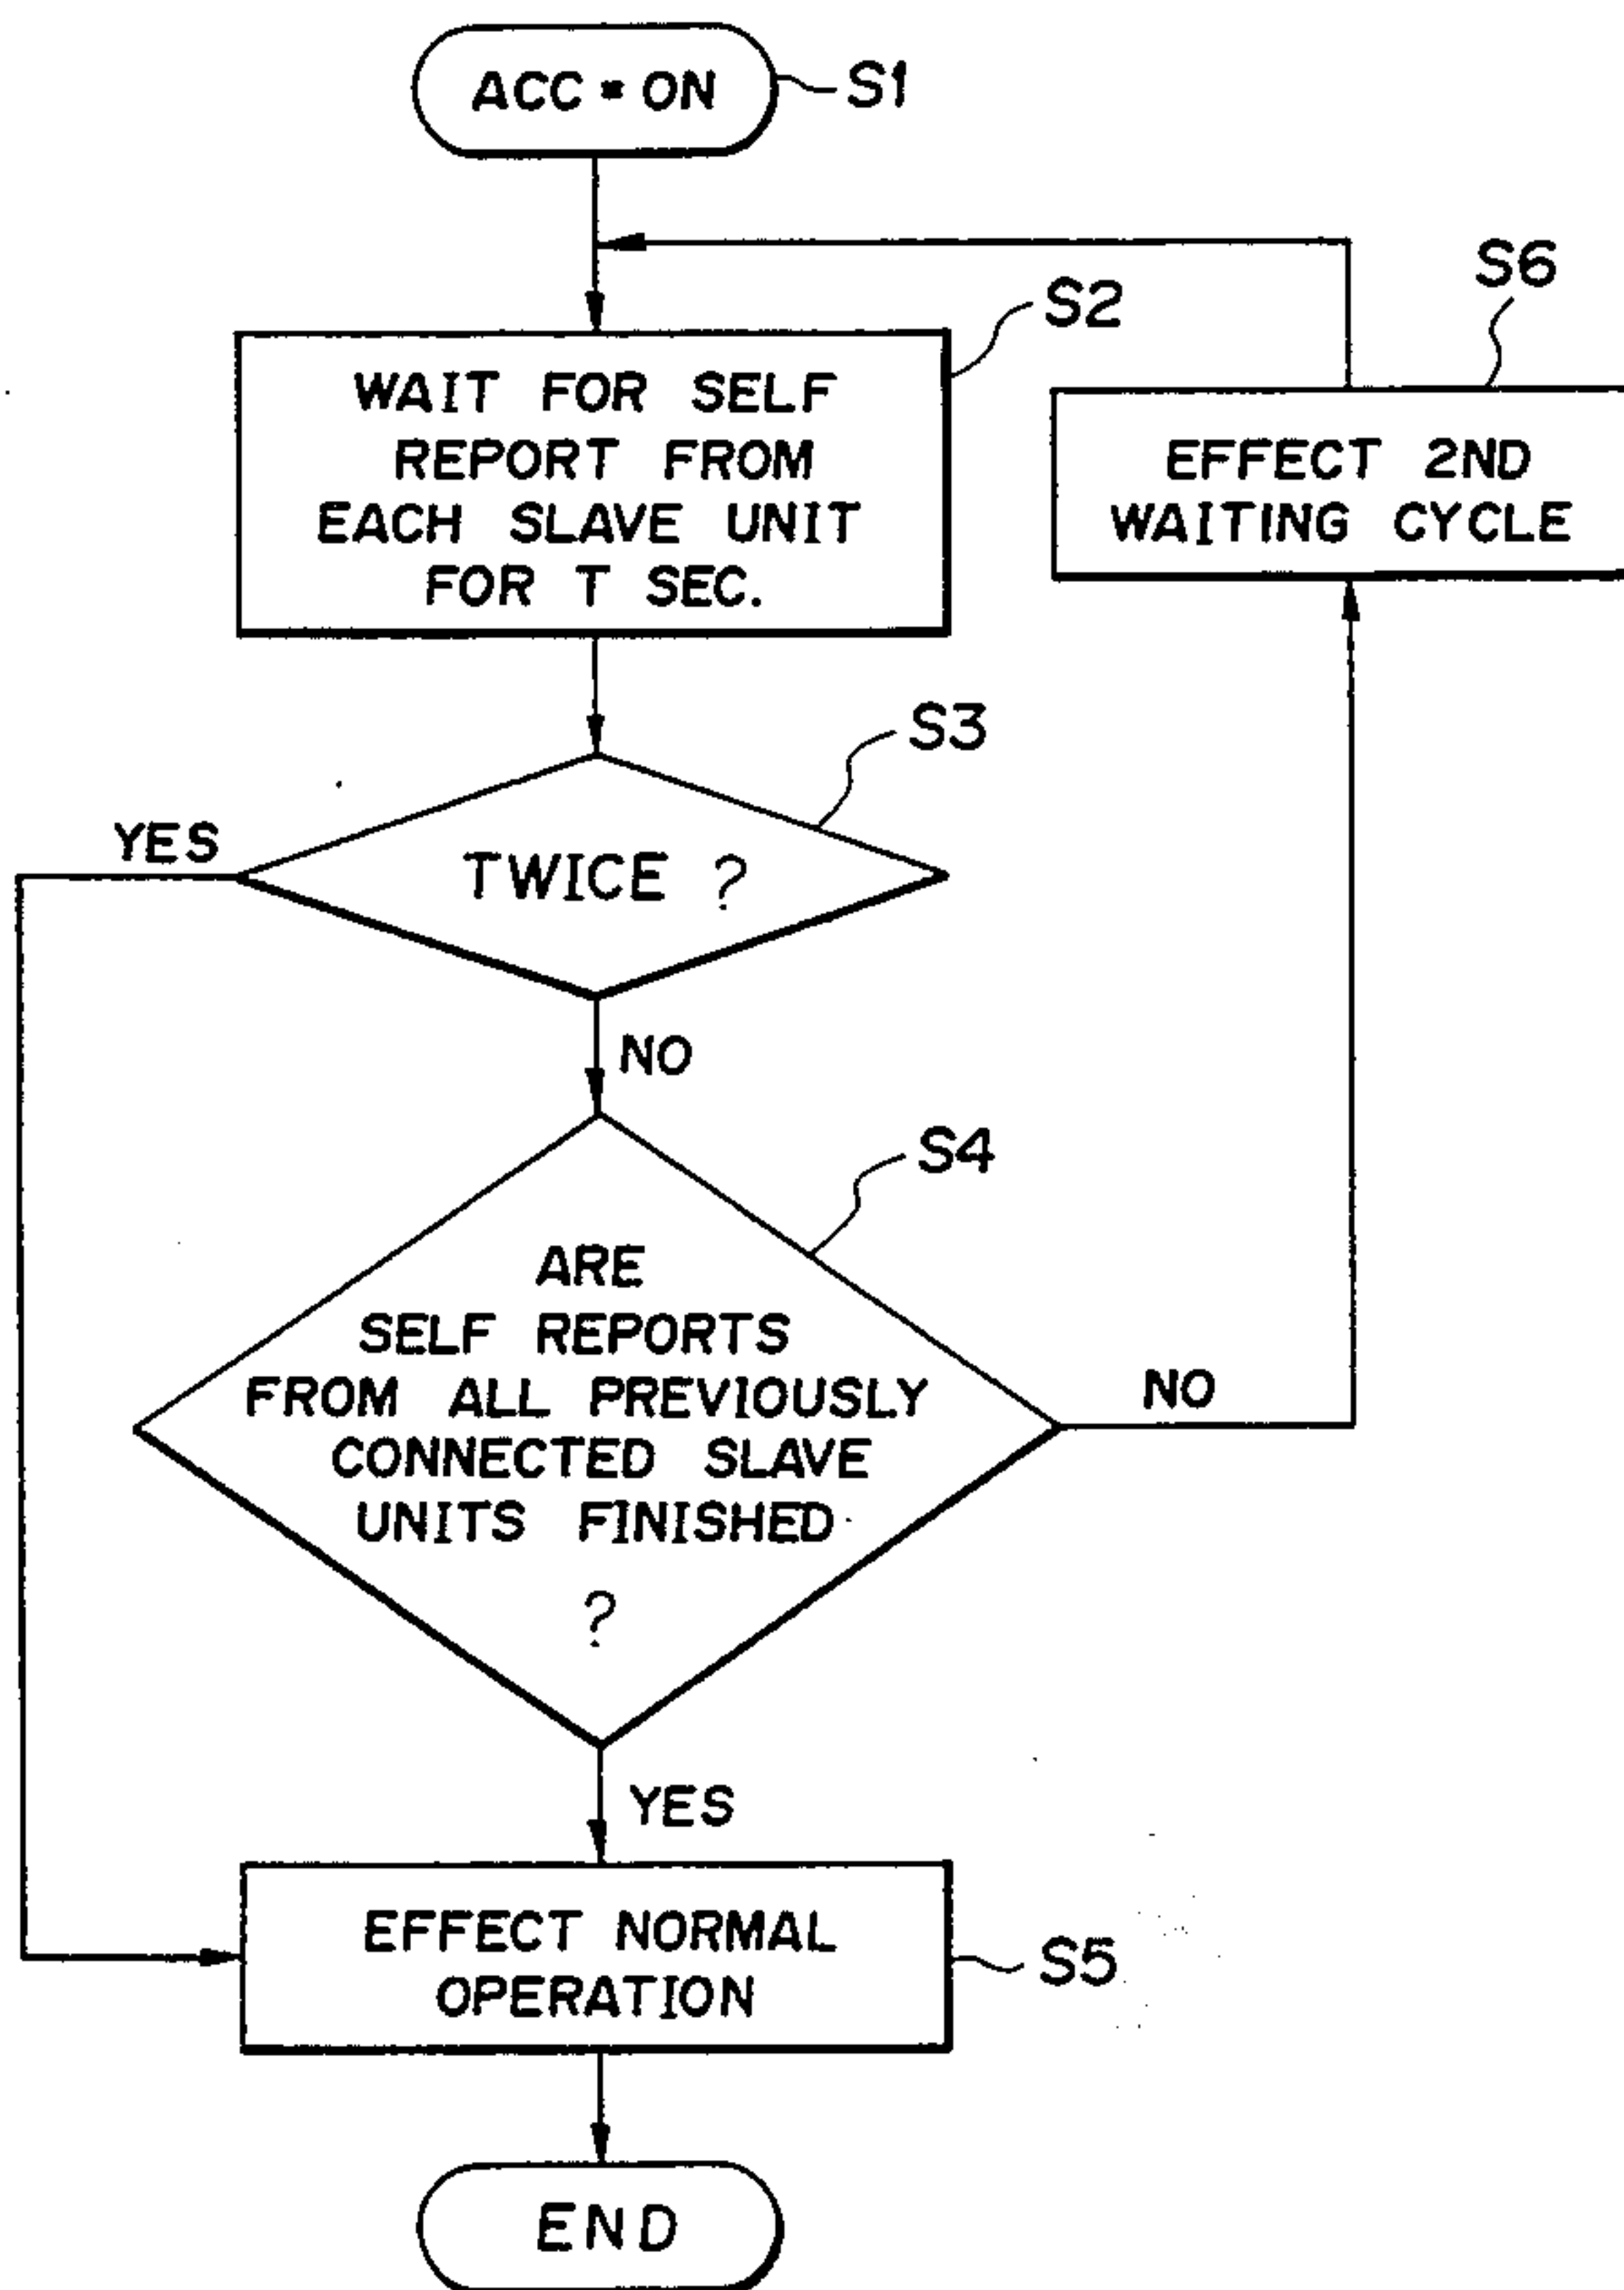 ACC = ON
S1
S6
S2
WAIT FOR SELF
REPORT FROM
EACH SLAVE UNIT
FOR T SEC.
EFFECT 2ND
WAITING CYCLE
S3
YES
TWICE ?
NO
S4
ARE
SELF REPORTS
FROM ALL PREVIOUSLY
CONNECTED SLAVE
UNITS FINISHED
?
NO
YES
EFFECT NORMAL
OPERATION
S5
END